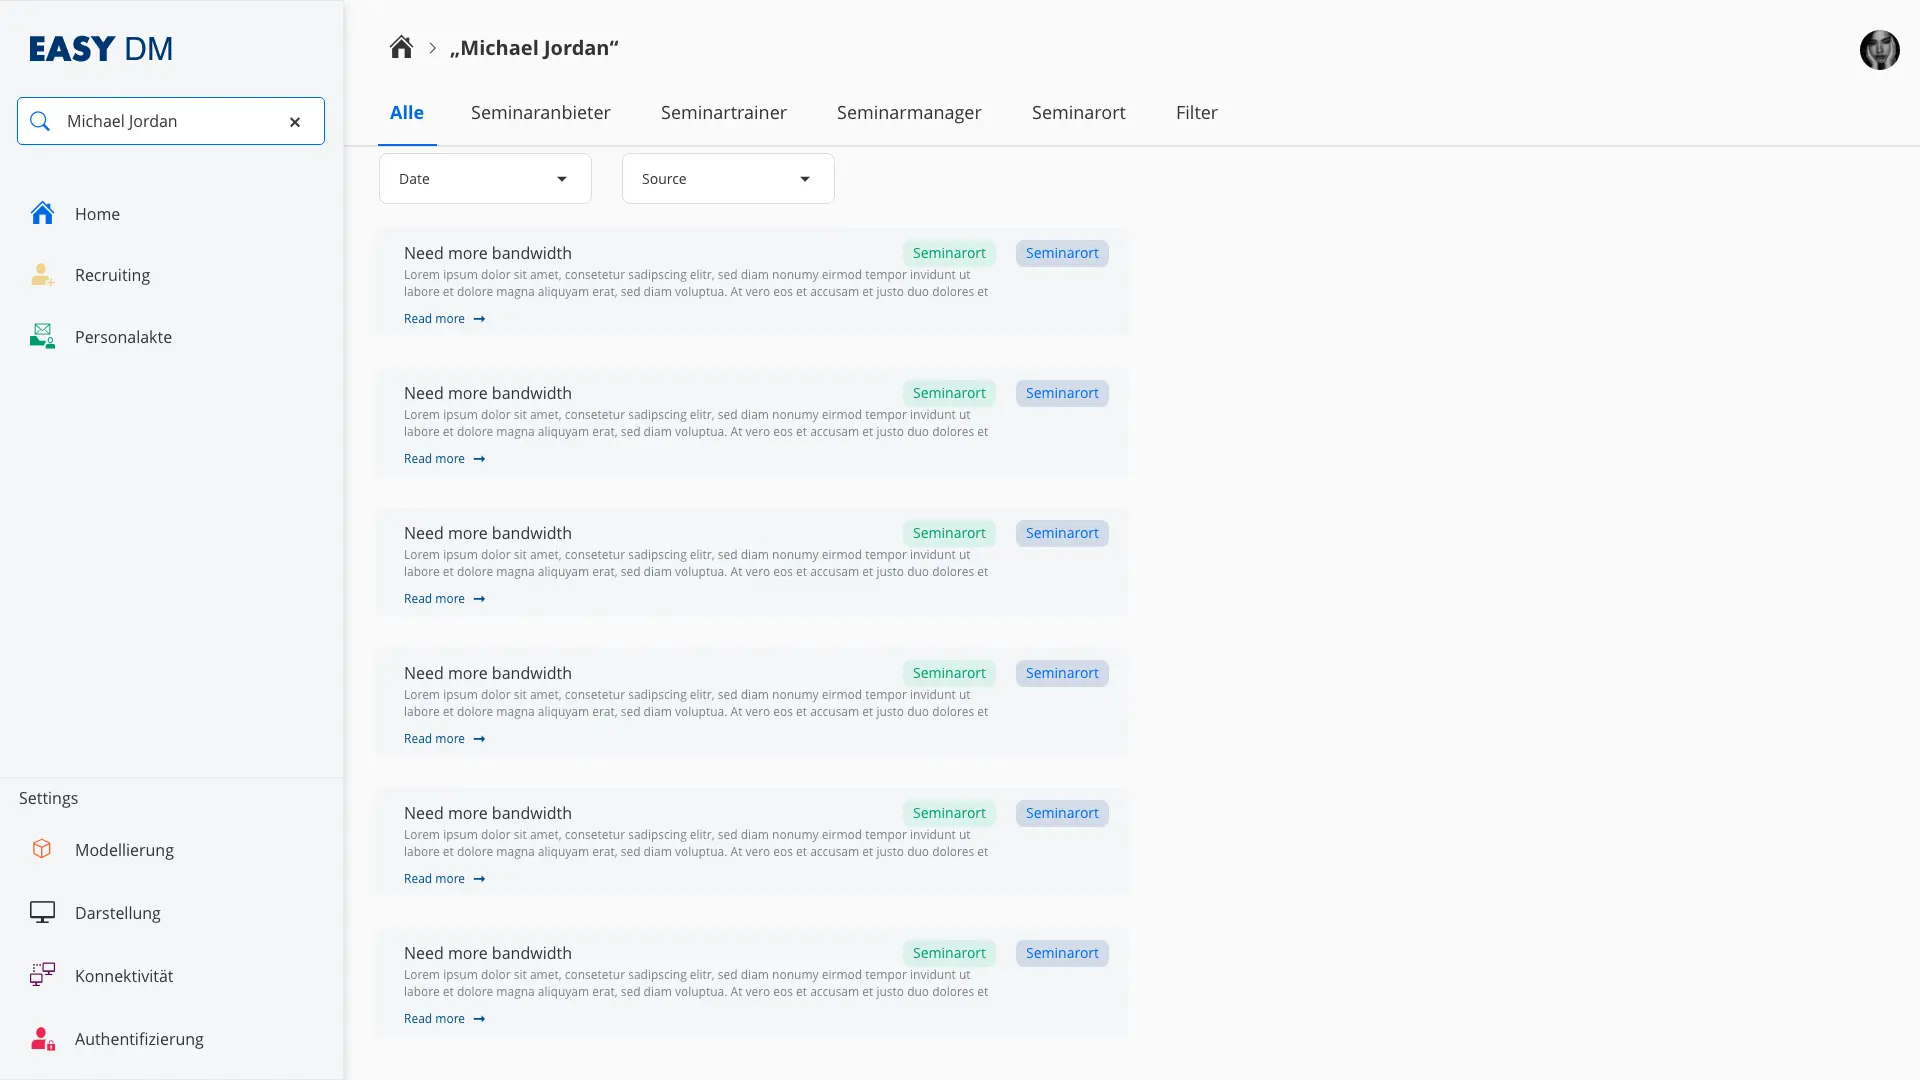 EASY DM
Michael Jordan
Home
Recruiting
Personalakte
Settings
Modellierung
Darstellung
Konnektivität
Authentifizierung
„Michael Jordan“
Alle Seminaranbieter Seminartrainer Seminarmanager Seminarort Filter
Date Source
Need more bandwidth Seminarort Seminarort
Lorem ipsum dolor sit amet, consetetur sadipscing elitr, sed diam nonumy eirmod tempor invidunt ut
labore et dolore magna aliquyam erat, sed diam voluptua. At vero eos et accusam et justo duo dolores et
Read more
Need more bandwidth Seminarort Seminarort
Lorem ipsum dolor sit amet, consetetur sadipscing elitr, sed diam nonumy eirmod tempor invidunt ut
labore et dolore magna aliquyam erat, sed diam voluptua. At vero eos et accusam et justo duo dolores et
Read more
Need more bandwidth Seminarort Seminarort
Lorem ipsum dolor sit amet, consetetur sadipscing elitr, sed diam nonumy eirmod tempor invidunt ut
labore et dolore magna aliquyam erat, sed diam voluptua. At vero eos et accusam et justo duo dolores et
Read more
Need more bandwidth Seminarort Seminarort
Lorem ipsum dolor sit amet, consetetur sadipscing elitr, sed diam nonumy eirmod tempor invidunt ut
labore et dolore magna aliquyam erat, sed diam voluptua. At vero eos et accusam et justo duo dolores et
Read more
Need more bandwidth Seminarort Seminarort
Lorem ipsum dolor sit amet, consetetur sadipscing elitr, sed diam nonumy eirmod tempor invidunt ut
labore et dolore magna aliquyam erat, sed diam voluptua. At vero eos et accusam et justo duo dolores et
Read more
Need more bandwidth Seminarort Seminarort
Lorem ipsum dolor sit amet, consetetur sadipscing elitr, sed diam nonumy eirmod tempor invidunt ut
labore et dolore magna aliquyam erat, sed diam voluptua. At vero eos et accusam et justo duo dolores et
Read more